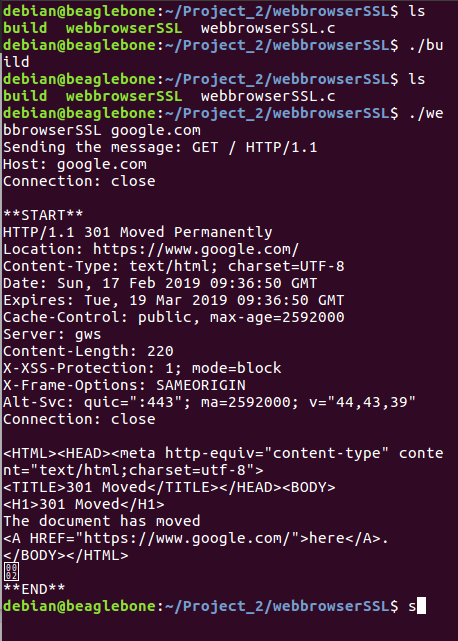 debian@beaglebone:~/Project_2/webbrowserSSL$ ls
build  webbrowserSSL  webbrowserSSL.c
debian@beaglebone:~/Project_2/webbrowserSSL$ ./bu
ild
debian@beaglebone:~/Project_2/webbrowserSSL$ ls
build  webbrowserSSL  webbrowserSSL.c
debian@beaglebone:~/Project_2/webbrowserSSL$ ./we
bbrowserSSL google.com
Sending the message: GET / HTTP/1.1
Host: google.com
Connection: close

**START**
HTTP/1.1 301 Moved Permanently
Location: https://www.google.com/
Content-Type: text/html; charset=UTF-8
Date: Sun, 17 Feb 2019 09:36:50 GMT
Expires: Tue, 19 Mar 2019 09:36:50 GMT
Cache-Control: public, max-age=2592000
Server: gws
Content-Length: 220
X-XSS-Protection: 1; mode=block
X-Frame-Options: SAMEORIGIN
Alt-Svc: quic=":443"; ma=2592000; v="44,43,39"
Connection: close

<HTML><HEAD><meta http-equiv="content-type" conte
nt="text/html;charset=utf-8">
<TITLE>301 Moved</TITLE></HEAD><BODY>
<H1>301 Moved</H1>
The document has moved
<A HREF="https://www.google.com/">here</A>.
</BODY></HTML>
0002
**END**
debian@beaglebone:~/Project_2/webbrowserSSL$ s